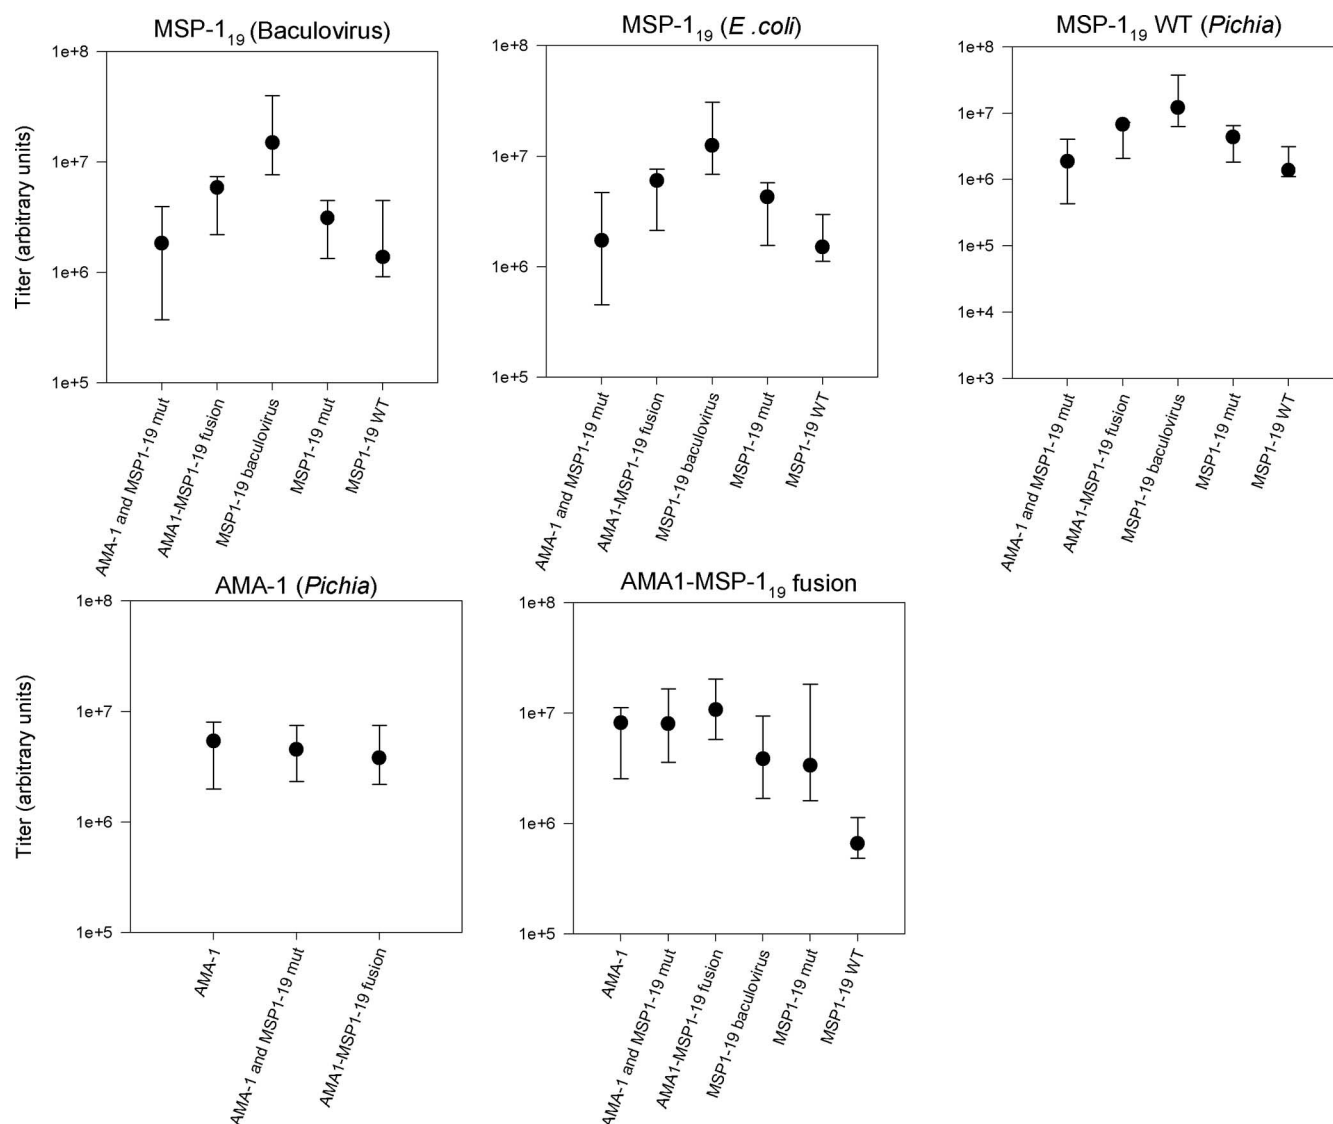 MSP-1₁₉ (Baculovirus)
1e+8
1e+7
1e+6
1e+5
Titer (arbitrary units)
AMA-1 and MSP1-19 mut
AMA1-MSP1-19 fusion
MSP1-19 baculovirus
MSP1-19 mut
MSP1-19 WT
MSP-1₁₉ (E .coli)
1e+8
1e+7
1e+6
1e+5
AMA-1 and MSP1-19 mut
AMA1-MSP1-19 fusion
MSP1-19 baculovirus
MSP1-19 mut
MSP1-19 WT
MSP-1₁₉ WT (Pichia)
1e+8
1e+7
1e+6
1e+5
1e+4
1e+3
AMA-1 and MSP1-19 mut
AMA1-MSP1-19 fusion
MSP1-19 baculovirus
MSP1-19 mut
MSP1-19 WT
AMA-1 (Pichia)
1e+8
1e+7
1e+6
1e+5
Titer (arbitrary units)
AMA-1
AMA-1 and MSP1-19 mut
AMA1-MSP1-19 fusion
AMA1-MSP-1₁₉ fusion
1e+8
1e+7
1e+6
1e+5
AMA-1
AMA-1 and MSP1-19 mut
AMA1-MSP1-19 fusion
MSP1-19 baculovirus
MSP1-19 mut
MSP1-19 WT